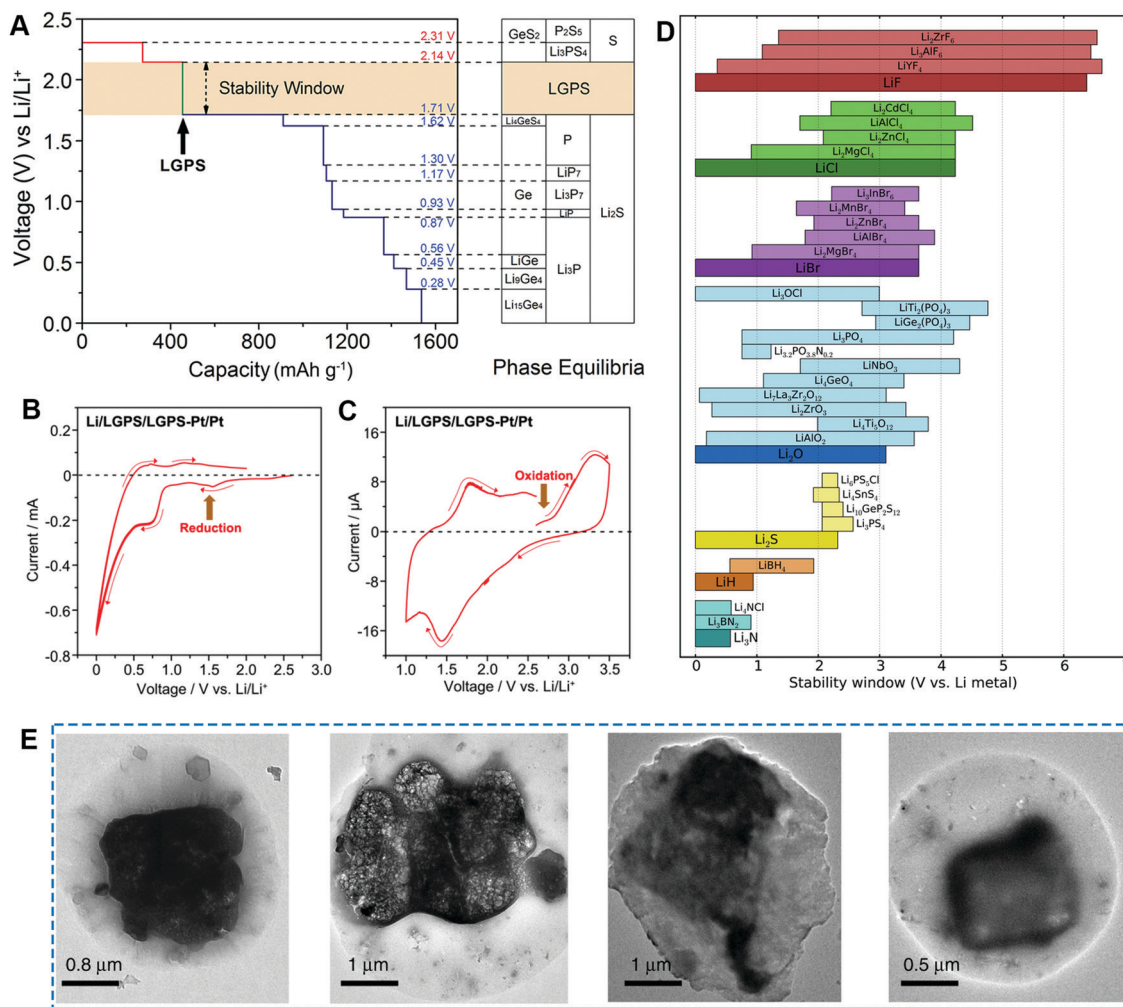 A
Voltage (V) vs Li/Li⁺
2.5
2.0
1.5
1.0
0.5
0.0
0
400
800
1200
1600
Capacity (mAh g⁻¹)
2.31 V
2.14 V
Stability Window
1.71 V
1.62 V
LGPS
1.30 V
1.17 V
0.93 V
0.87 V
0.56 V
0.45 V
0.28 V
GeS₂
P₂S₅
S
Li₃PS₄
LGPS
Li₄GeS₄
P
LiP₇
Ge
Li₃P₇
LiP
Li₂S
Li₃P
LiGe
Li₉Ge₄
Li₁₅Ge₄
Phase Equilibria
B
Li/LGPS/LGPS-Pt/Pt
Current / mA
0.2
0
-0.2
-0.4
-0.6
-0.8
Reduction
0.0 0.5 1.0 1.5 2.0 2.5 3.0
Voltage / V vs. Li/Li⁺
C
Li/LGPS/LGPS-Pt/Pt
Current / µA
16
8
0
-8
-16
Oxidation
1.0 1.5 2.0 2.5 3.0 3.5
Voltage / V vs. Li/Li⁺
D
Li₂ZrF₆
Li₃AlF₆
LiYF₄
LiF
Li₂CdCl₄
LiAlCl₄
Li₂ZnCl₄
Li₂MgCl₄
LiCl
Li₃InBr₆
Li₂MnBr₄
Li₂ZnBr₄
LiAlBr₄
Li₂MgBr₄
LiBr
Li₃OCl
LiTi₂(PO₄)₃
LiGe₂(PO₄)₃
Li₃PO₄
Li₃.₂PO₃.₈N₀.₂
LiNbO₃
Li₄GeO₄
Li₇La₃Zr₂O₁₂
Li₂ZrO₃
Li₄Ti₅O₁₂
LiAlO₂
Li₂O
Li₆PS₅Cl
Li₄SnS₄
Li₁₀GeP₂S₁₂
Li₃PS₄
Li₂S
LiBH₄
LiH
Li₄NCl
Li₃BN₂
Li₃N
0 1 2 3 4 5 6 7
Stability window (V vs. Li metal)
E
0.8 µm
1 µm
1 µm
0.5 µm